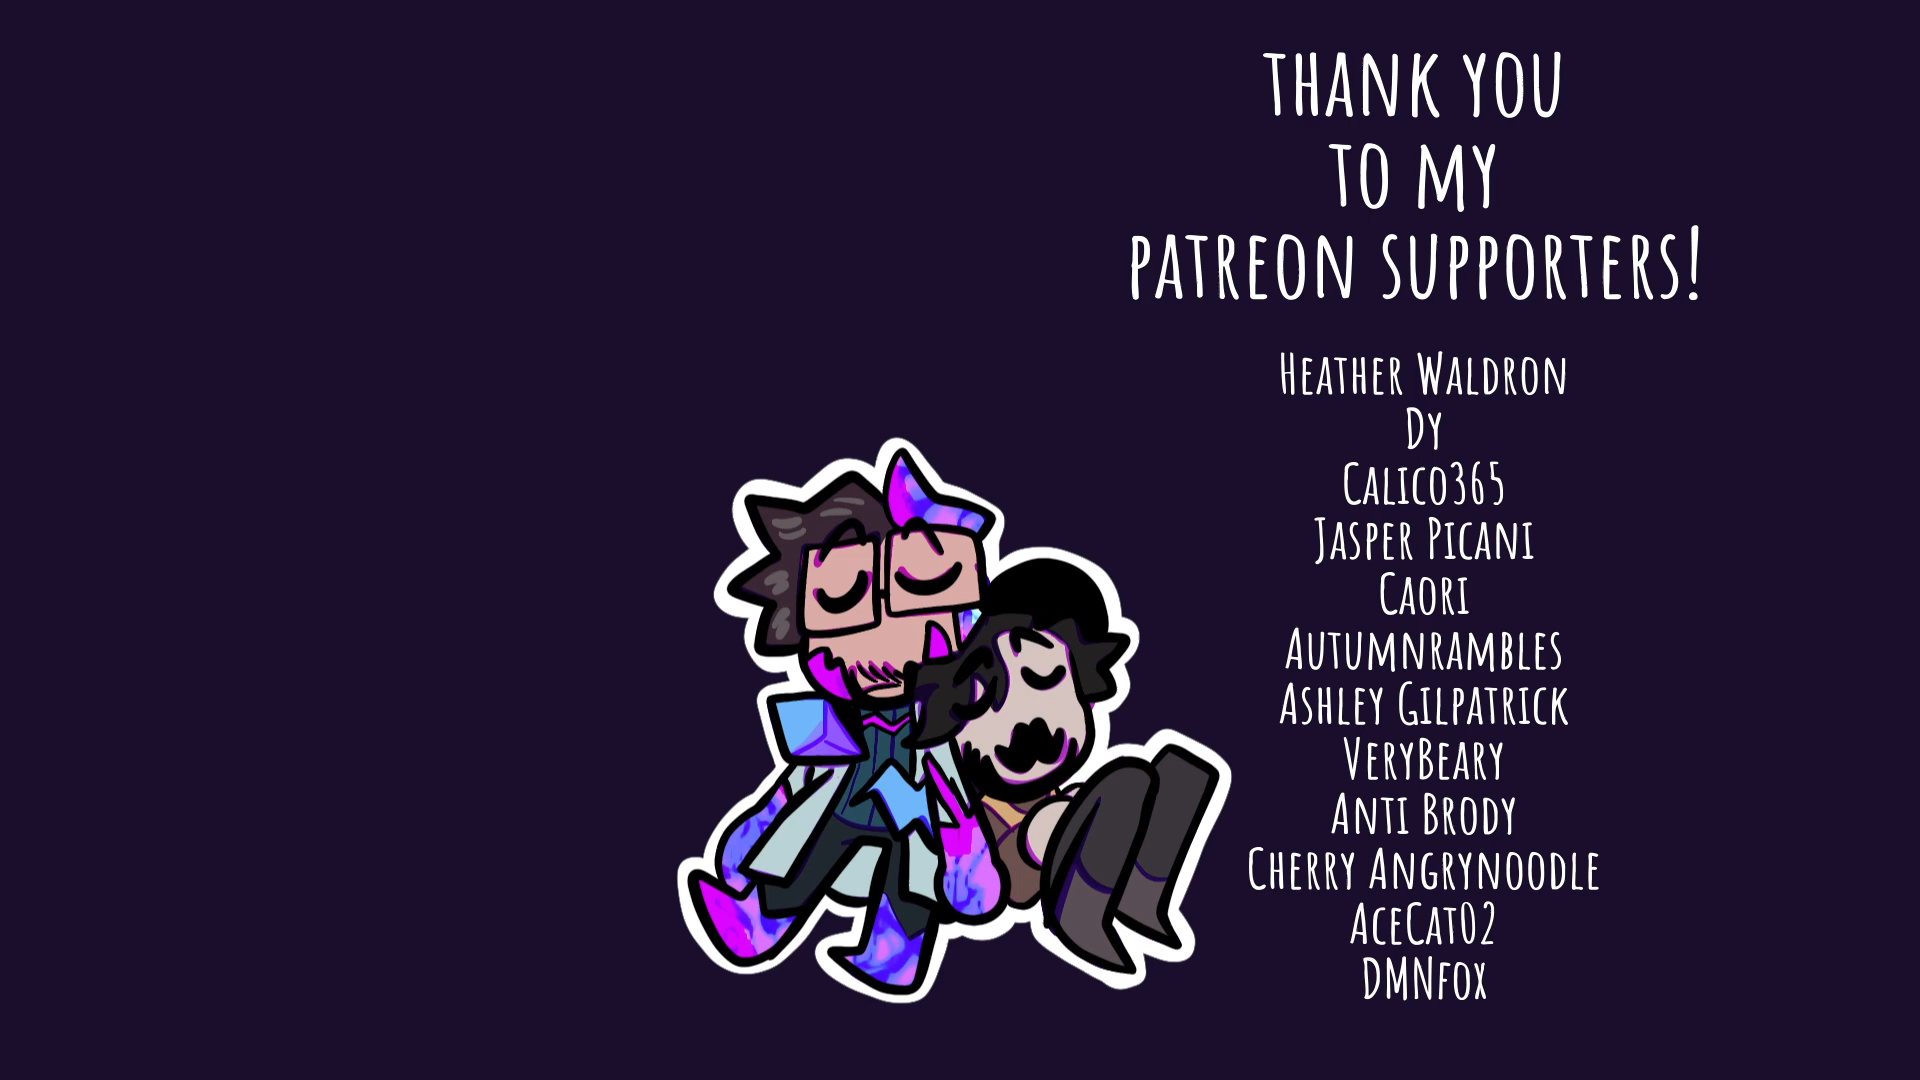 THANK YOU
TO MY
PATREON SUPPORTERS!
Heather Waldron
Dy
Calico365
Jasper Picani
Caori
Autumnrambles
Ashley Gilpatrick
VeryBeary
Anti Brody
Cherry Angrynoodle
AceCat02
DMNfox